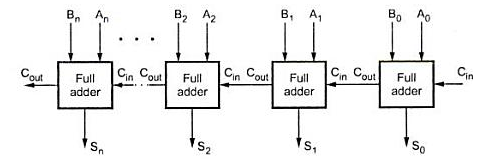 Bn An • • • B2 A2 B1 A1 B0 A0
Cout Cin Cout Cin Cout Cin Cout Cin
Full adder Full adder Full adder Full adder
Sn S2 S1 S0